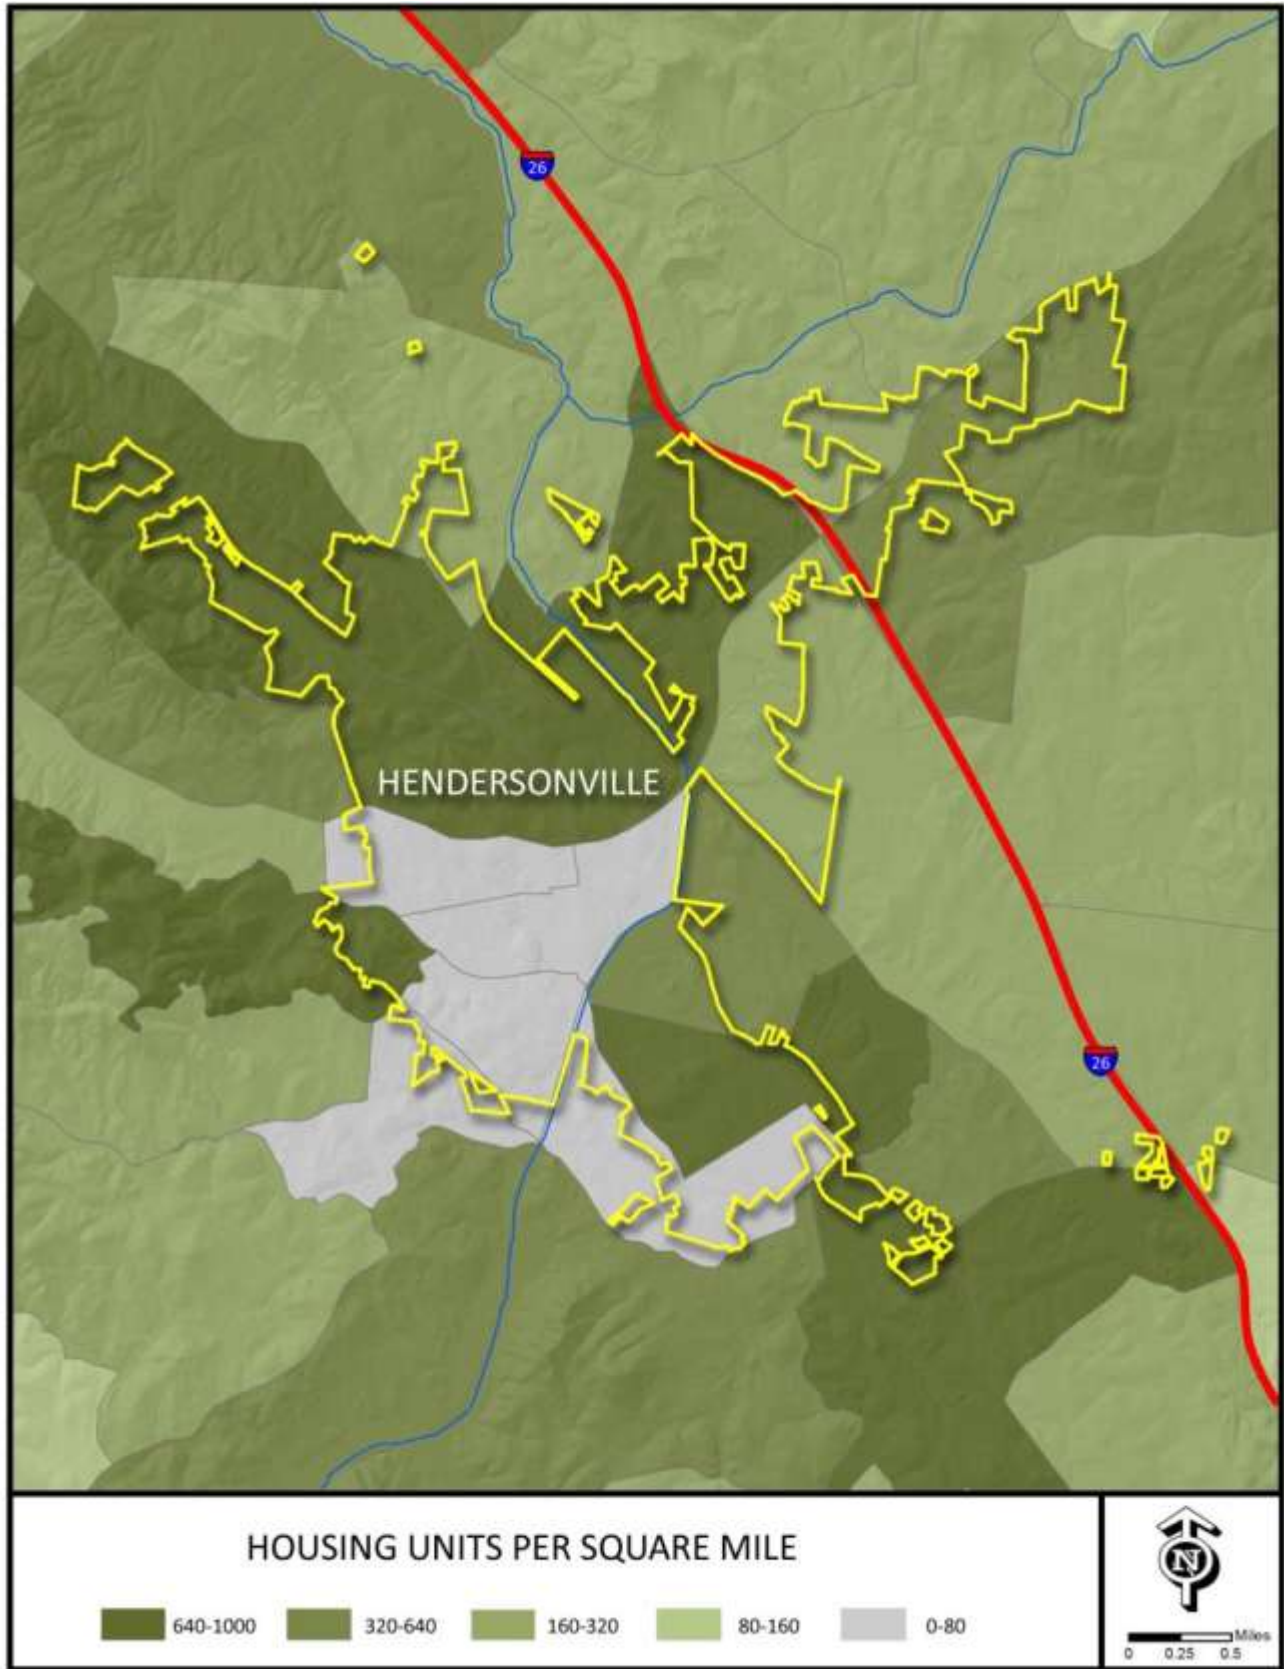 26
HENDERSONVILLE
26
HOUSING UNITS PER SQUARE MILE
640-1000 320-640 160-320 80-160 0-80
N
Miles
0 0.25 0.5